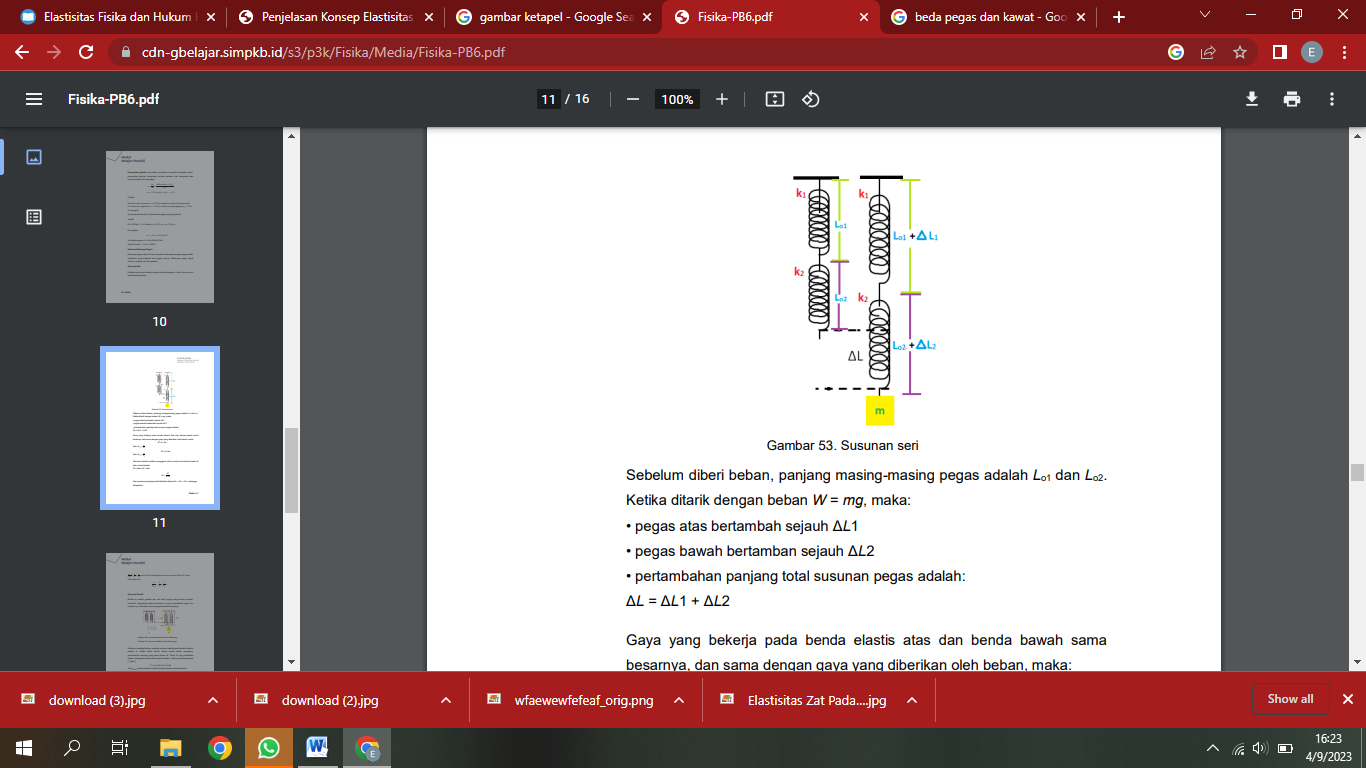 Elastisitas Fisika dan Hukum
Penjelasan Konsep Elastisitas
gambar ketapel - Google Sea
Fisika-PB6.pdf
beda pegas dan kawat - Goo
cdn-gbelajar.simpkb.id/s3/p3k/Fisika/Media/Fisika-PB6.pdf
E
Fisika-PB6.pdf
11 / 16
100%
10
11
k1 k1
Lo1 Lo1 + ΔL1
k2
Lo2 k2
Lo2 + ΔL2
ΔL
m
Gambar 53. Susunan seri
Sebelum diberi beban, panjang masing-masing pegas adalah Lo1 dan Lo2.
Ketika ditarik dengan beban W = mg, maka:
• pegas atas bertambah sejauh ΔL1
• pegas bawah bertamban sejauh ΔL2
• pertambahan panjang total susunan pegas adalah:
ΔL = ΔL1 + ΔL2
Gaya yang bekerja pada benda elastis atas dan benda bawah sama
besarnya, dan sama dengan gaya yang diberikan oleh beban, maka:
download (3).jpg
download (2).jpg
wfaewewfefeaf_orig.png
Elastisitas Zat Pada....jpg
Show all
16:23
4/9/2023